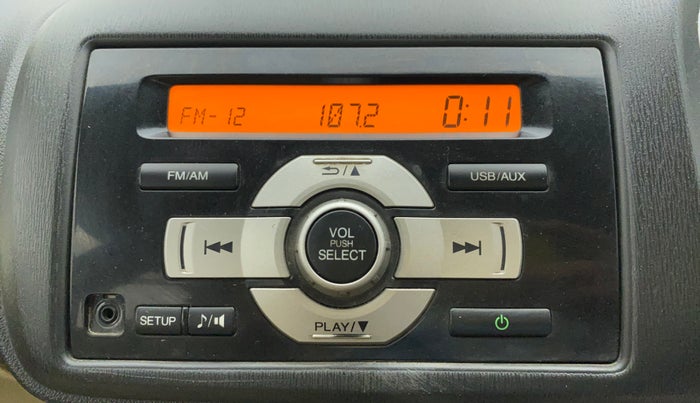 FM-12 107.2 0:11
FM/AM
USB/AUX
VOL
PUSH
SELECT
SETUP
PLAY/▼